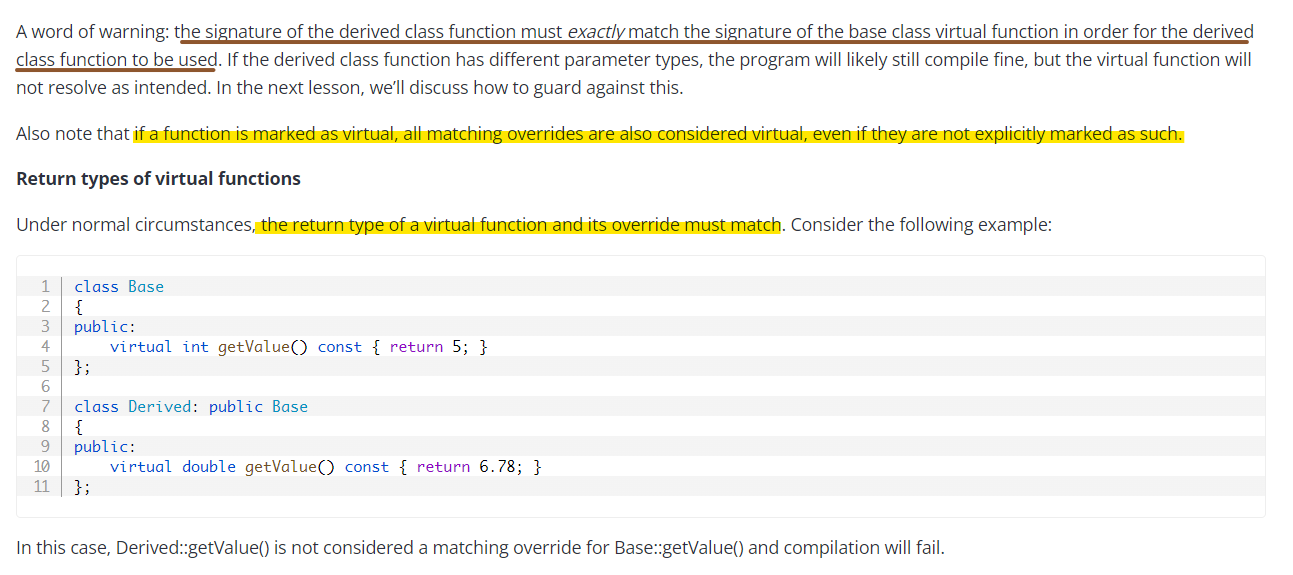 A word of warning: the signature of the derived class function must exactly match the signature of the base class virtual function in order for the derived
class function to be used. If the derived class function has different parameter types, the program will likely still compile fine, but the virtual function will
not resolve as intended. In the next lesson, we’ll discuss how to guard against this.
Also note that if a function is marked as virtual, all matching overrides are also considered virtual, even if they are not explicitly marked as such.
Return types of virtual functions
Under normal circumstances, the return type of a virtual function and its override must match. Consider the following example:
1 class Base
2 {
3 public:
4     virtual int getValue() const { return 5; }
5 };
6
7 class Derived: public Base
8 {
9 public:
10     virtual double getValue() const { return 6.78; }
11 };
In this case, Derived::getValue() is not considered a matching override for Base::getValue() and compilation will fail.